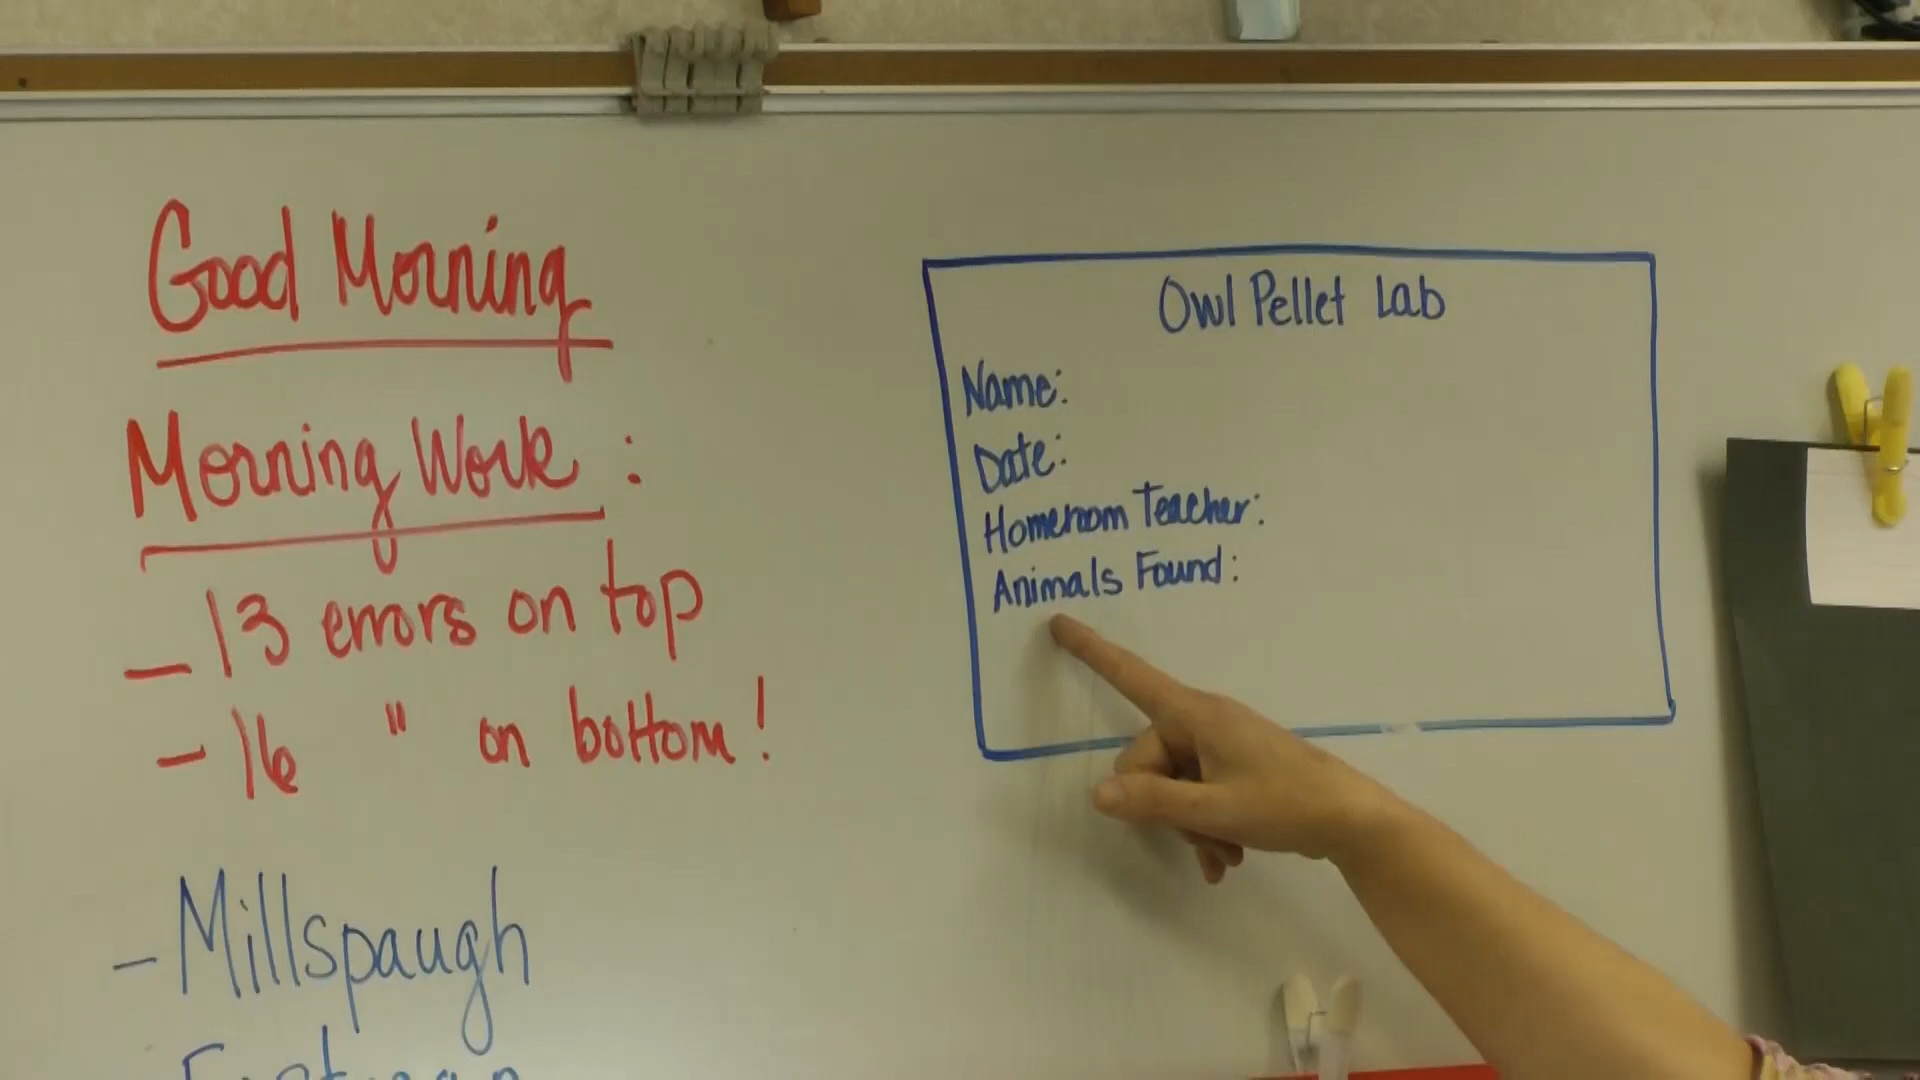 Good Morning
Morning Work :
- 13 errors on top
- 16 " on bottom!
- Millspaugh
Owl Pellet Lab
Name:
Date:
Homeroom Teacher:
Animals Found: